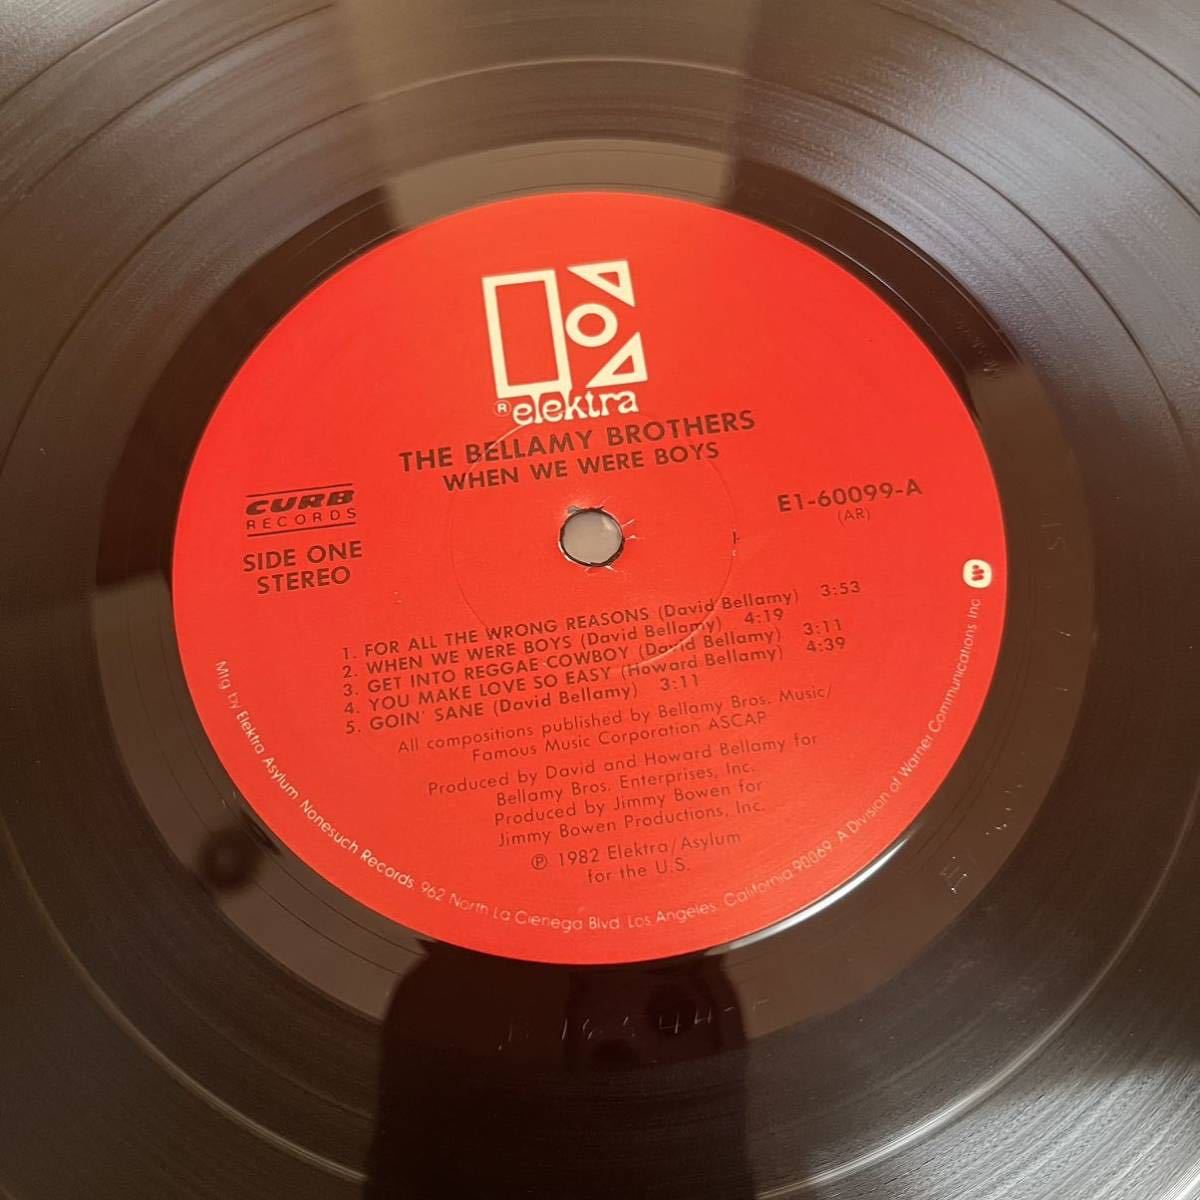 ® elektra
THE BELLAMY BROTHERS
WHEN WE WERE BOYS
CURB
RECORDS
SIDE ONE
STEREO
E1-60099-A
(AR)
1. FOR ALL THE WRONG REASONS (David Bellamy) 3:53
2. WHEN WE WERE BOYS (David Bellamy) 4:19
3. GET INTO REGGAE COWBOY (David Bellamy) 3:11
4. YOU MAKE LOVE SO EASY (Howard Bellamy) 4:39
5. GOIN' SANE (David Bellamy) 3:11
All compositions published by Bellamy Bros. Music/
Famous Music Corporation ASCAP
Produced by David and Howard Bellamy for
Bellamy Bros. Enterprises, Inc.
Produced by Jimmy Bowen for
Jimmy Bowen Productions, Inc.
℗ 1982 Elektra/Asylum
for the U.S.
Mfg. by Elektra Asylum Nonesuch Records, 962 North La Cienega Blvd. Los Angeles, California 90069. A Division of Warner Communications Inc.